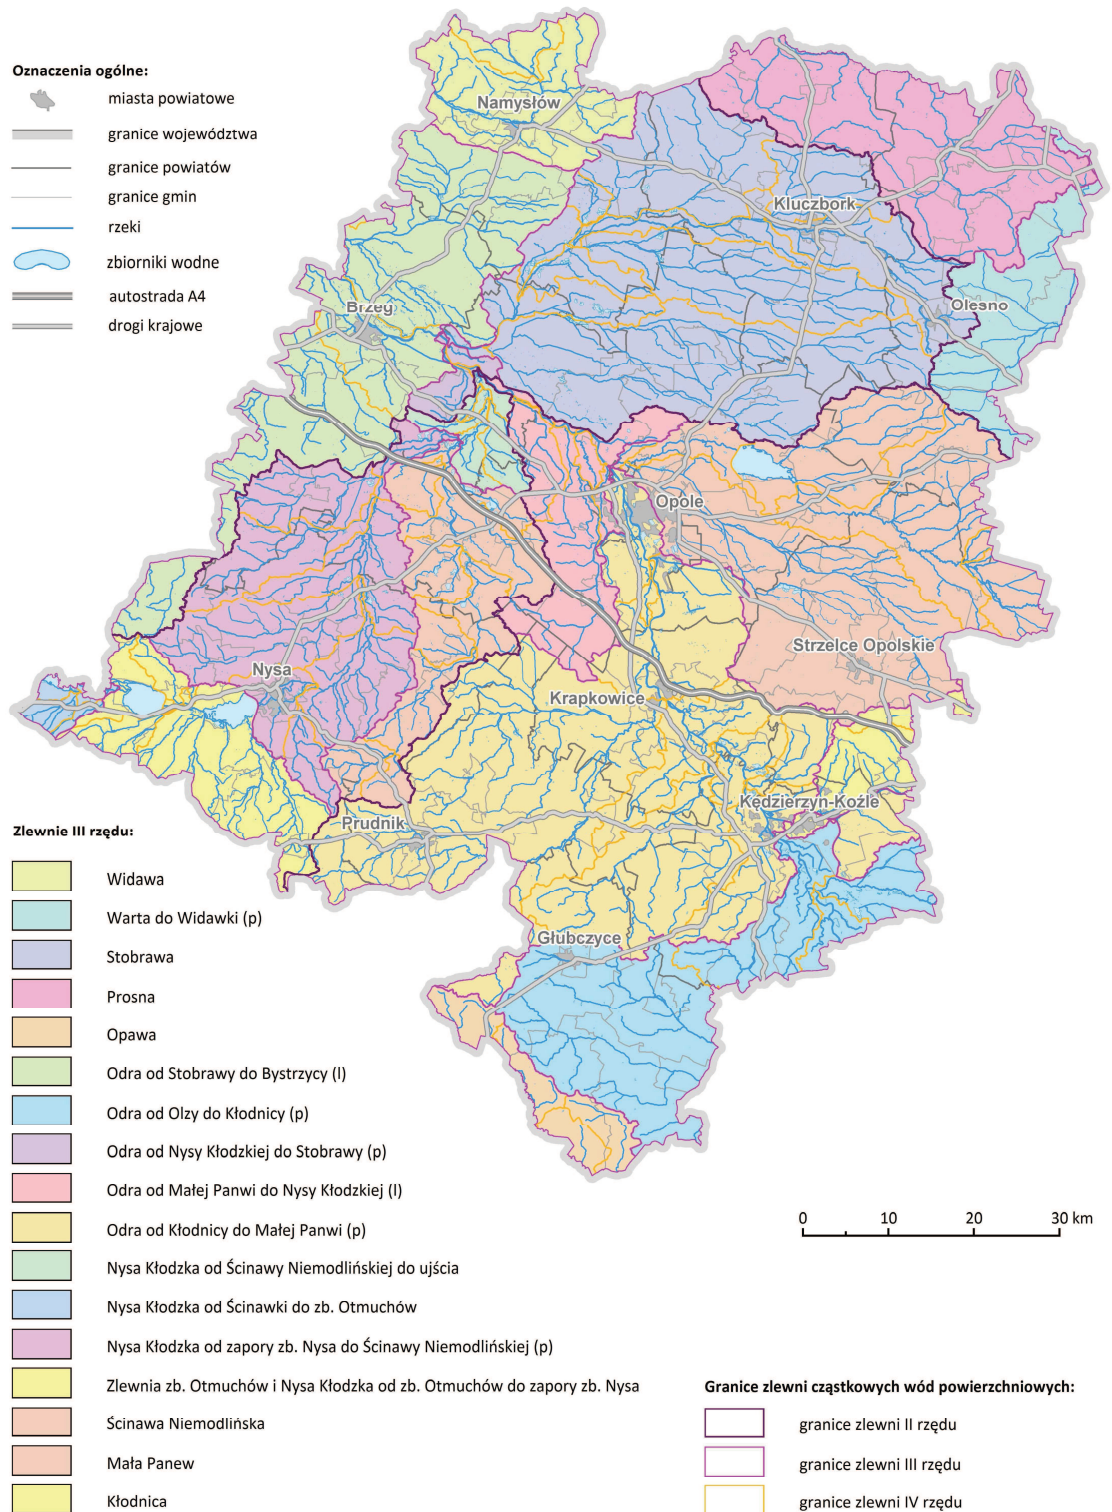 Oznaczenia ogólne:
miasta powiatowe
granice województwa
granice powiatów
granice gmin
rzeki
zbiorniki wodne
autostrada A4
drogi krajowe
Namysłów
Kluczbork
Brzeg
Olesno
Opole
Strzelce Opolskie
Nysa
Krapkowice
Kędzierzyn-Koźle
Prudnik
Głubczyce
Zlewnie III rzędu:
Widawa
Warta do Widawki (p)
Stobrawa
Prosna
Opawa
Odra od Stobrawy do Bystrzycy (l)
Odra od Olzy do Kłodnicy (p)
Odra od Nysy Kłodzkiej do Stobrawy (p)
Odra od Małej Panwi do Nysy Kłodzkiej (l)
Odra od Kłodnicy do Małej Panwi (p)
Nysa Kłodzka od Ścinawy Niemodlińskiej do ujścia
Nysa Kłodzka od Ścinawki do zb. Otmuchów
Nysa Kłodzka od zapory zb. Nysa do Ścinawy Niemodlińskiej (p)
Zlewnia zb. Otmuchów i Nysa Kłodzka od zb. Otmuchów do zapory zb. Nysa
Ścinawa Niemodlińska
Mała Panew
Kłodnica
0 10 20 30 km
Granice zlewni cząstkowych wód powierzchniowych:
granice zlewni II rzędu
granice zlewni III rzędu
granice zlewni IV rzędu